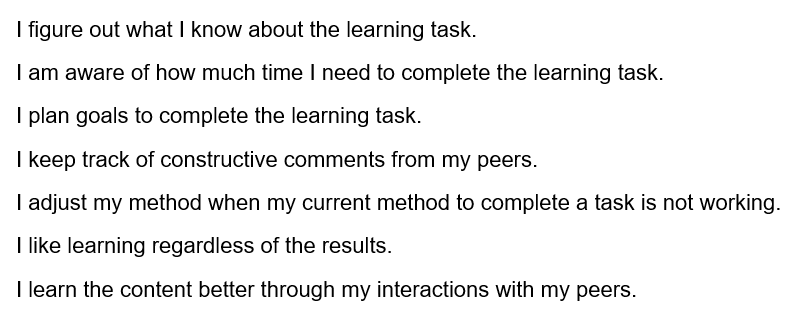 I figure out what I know about the learning task.
I am aware of how much time I need to complete the learning task.
I plan goals to complete the learning task.
I keep track of constructive comments from my peers.
I adjust my method when my current method to complete a task is not working.
I like learning regardless of the results.
I learn the content better through my interactions with my peers.